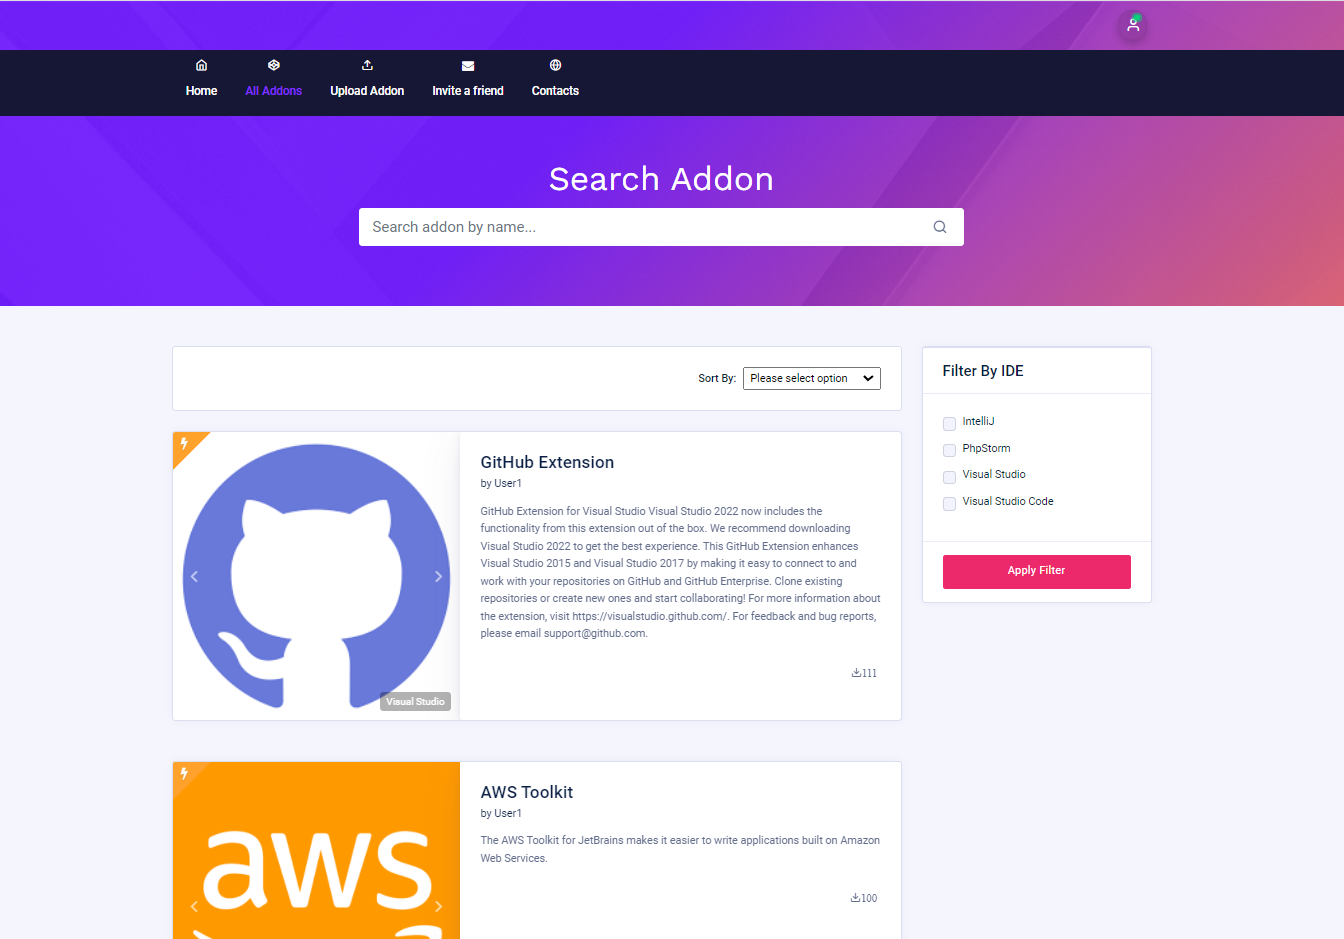 Home
All Addons
Upload Addon
Invite a friend
Contacts
Search Addon
Search addon by name...
Sort By: Please select option
GitHub Extension
by User1
GitHub Extension for Visual Studio Visual Studio 2022 now includes the
functionality from this extension out of the box. We recommend downloading
Visual Studio 2022 to get the best experience. This GitHub Extension enhances
Visual Studio 2015 and Visual Studio 2017 by making it easy to connect to and
work with your repositories on GitHub and GitHub Enterprise. Clone existing
repositories or create new ones and start collaborating! For more information about
the extension, visit https://visualstudio.github.com/. For feedback and bug reports,
please email support@github.com.
111
Visual Studio
aws
AWS Toolkit
by User1
The AWS Toolkit for JetBrains makes it easier to write applications built on Amazon
Web Services.
100
Filter By IDE
IntelliJ
PhpStorm
Visual Studio
Visual Studio Code
Apply Filter